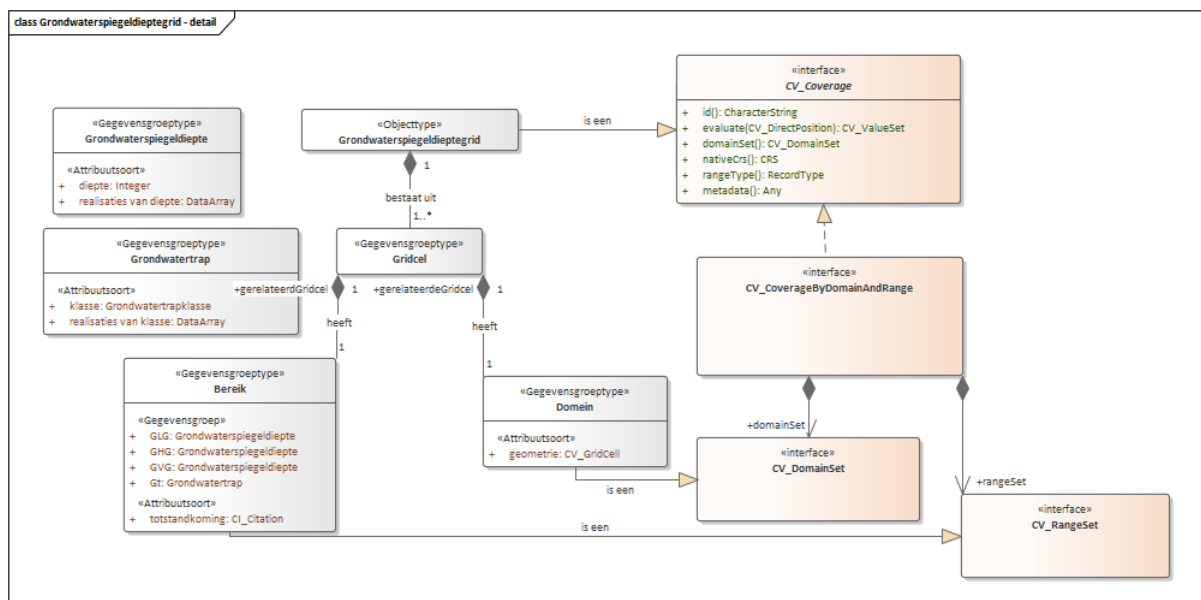 class Grondwaterspiegeldieptegrid - detail
«Gegevensgroeptype»
Grondwaterspiegeldiepte
«Attribuutsoort»
+ diepte: Integer
+ realisaties van diepte: DataArray
«Objecttype»
Grondwaterspiegeldieptegrid
is een
«interface»
CV_Coverage
+ id(): CharacterString
+ evaluate(CV_DirectPosition): CV_ValueSet
+ domainSet(): CV_DomainSet
+ nativeCrs(): CRS
+ rangeType(): RecordType
+ metadata(): Any
1
bestaat uit
1..*
«Gegevensgroeptype»
Grondwatertrap
«Attribuutsoort»
+ klasse: Grondwatertrapklasse
+ realisaties van klasse: DataArray
«Gegevensgroeptype»
Gridcel
+gerelateerdGridcel
1
+gerelateerdeGridcel
1
heeft
1
heeft
1
«interface»
CV_CoverageByDomainAndRange
«Gegevensgroeptype»
Bereik
«Gegevensgroep»
+ GLG: Grondwaterspiegeldiepte
+ GHG: Grondwaterspiegeldiepte
+ GVG: Grondwaterspiegeldiepte
+ Gt: Grondwatertrap
«Attribuutsoort»
+ totstandkoming: CI_Citation
«Gegevensgroeptype»
Domein
«Attribuutsoort»
+ geometrie: CV_GridCell
is een
+domainSet
«interface»
CV_DomainSet
+rangeSet
is een
«interface»
CV_RangeSet